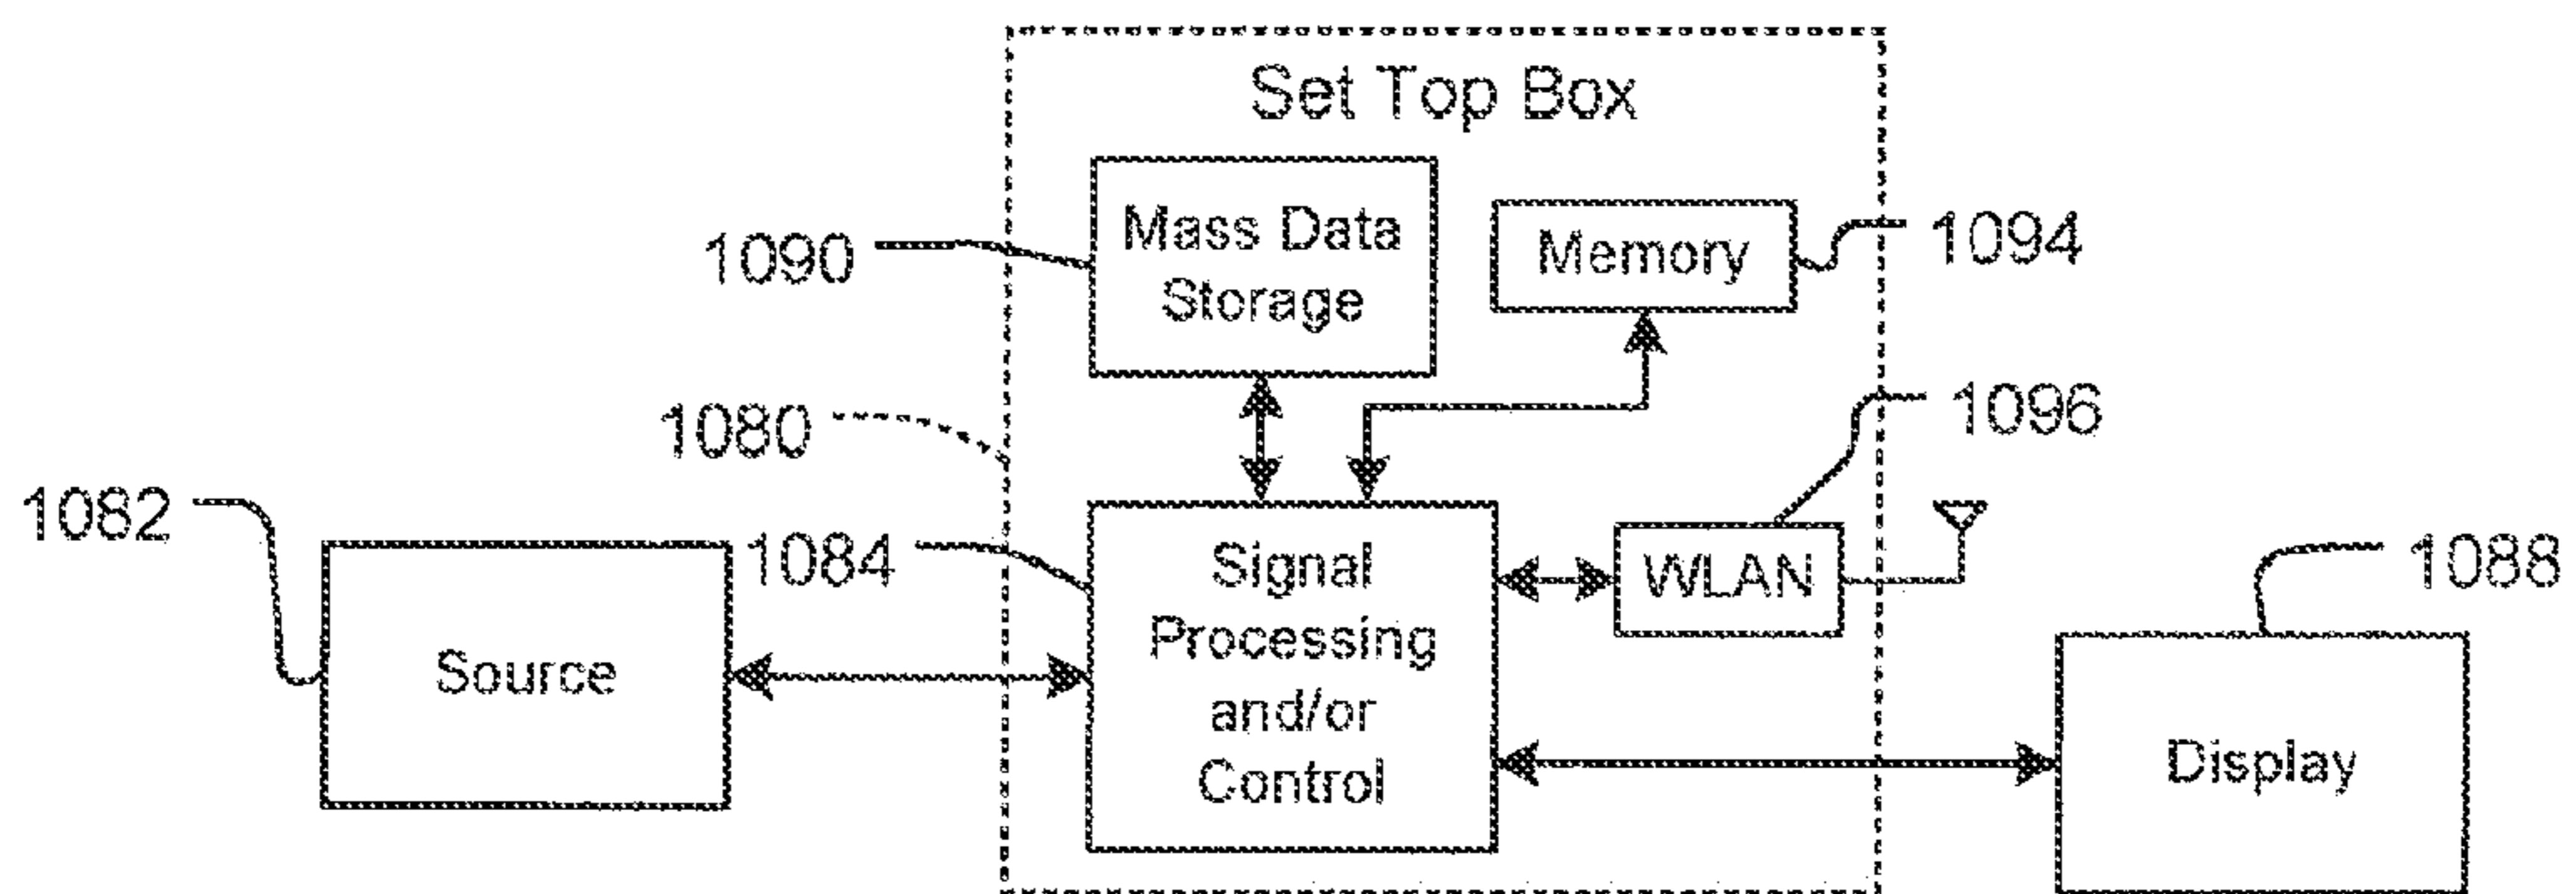 Set Top Box
Mass Data
Storage
1090
Memory
1094
1080
1096
1082
1084
Signal
Processing
and/or
Control
WLAN
1088
Source
Display